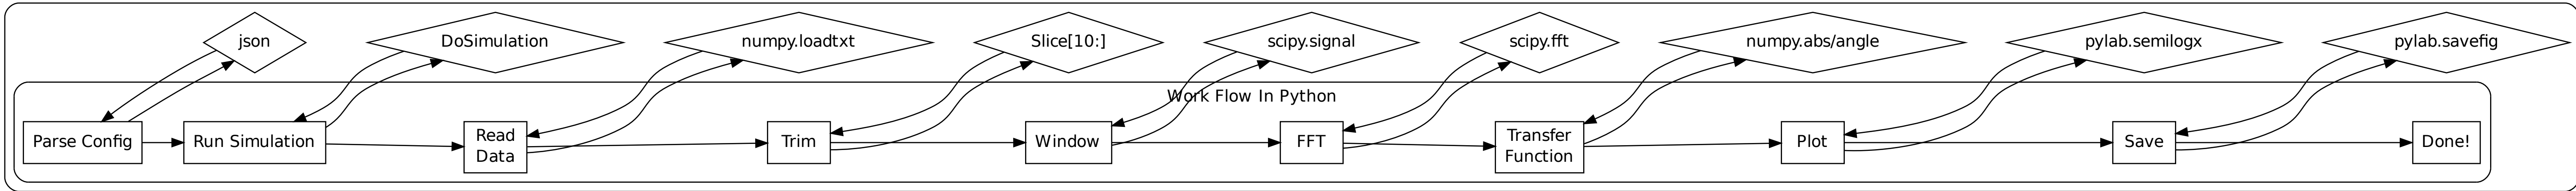 json
DoSimulation
numpy.loadtxt
Slice[10:]
scipy.signal
scipy.fft
numpy.abs/angle
pylab.semilogx
pylab.savefig
Work Flow In Python
Parse Config
Run Simulation
Read
Data
Trim
Window
FFT
Transfer
Function
Plot
Save
Done!